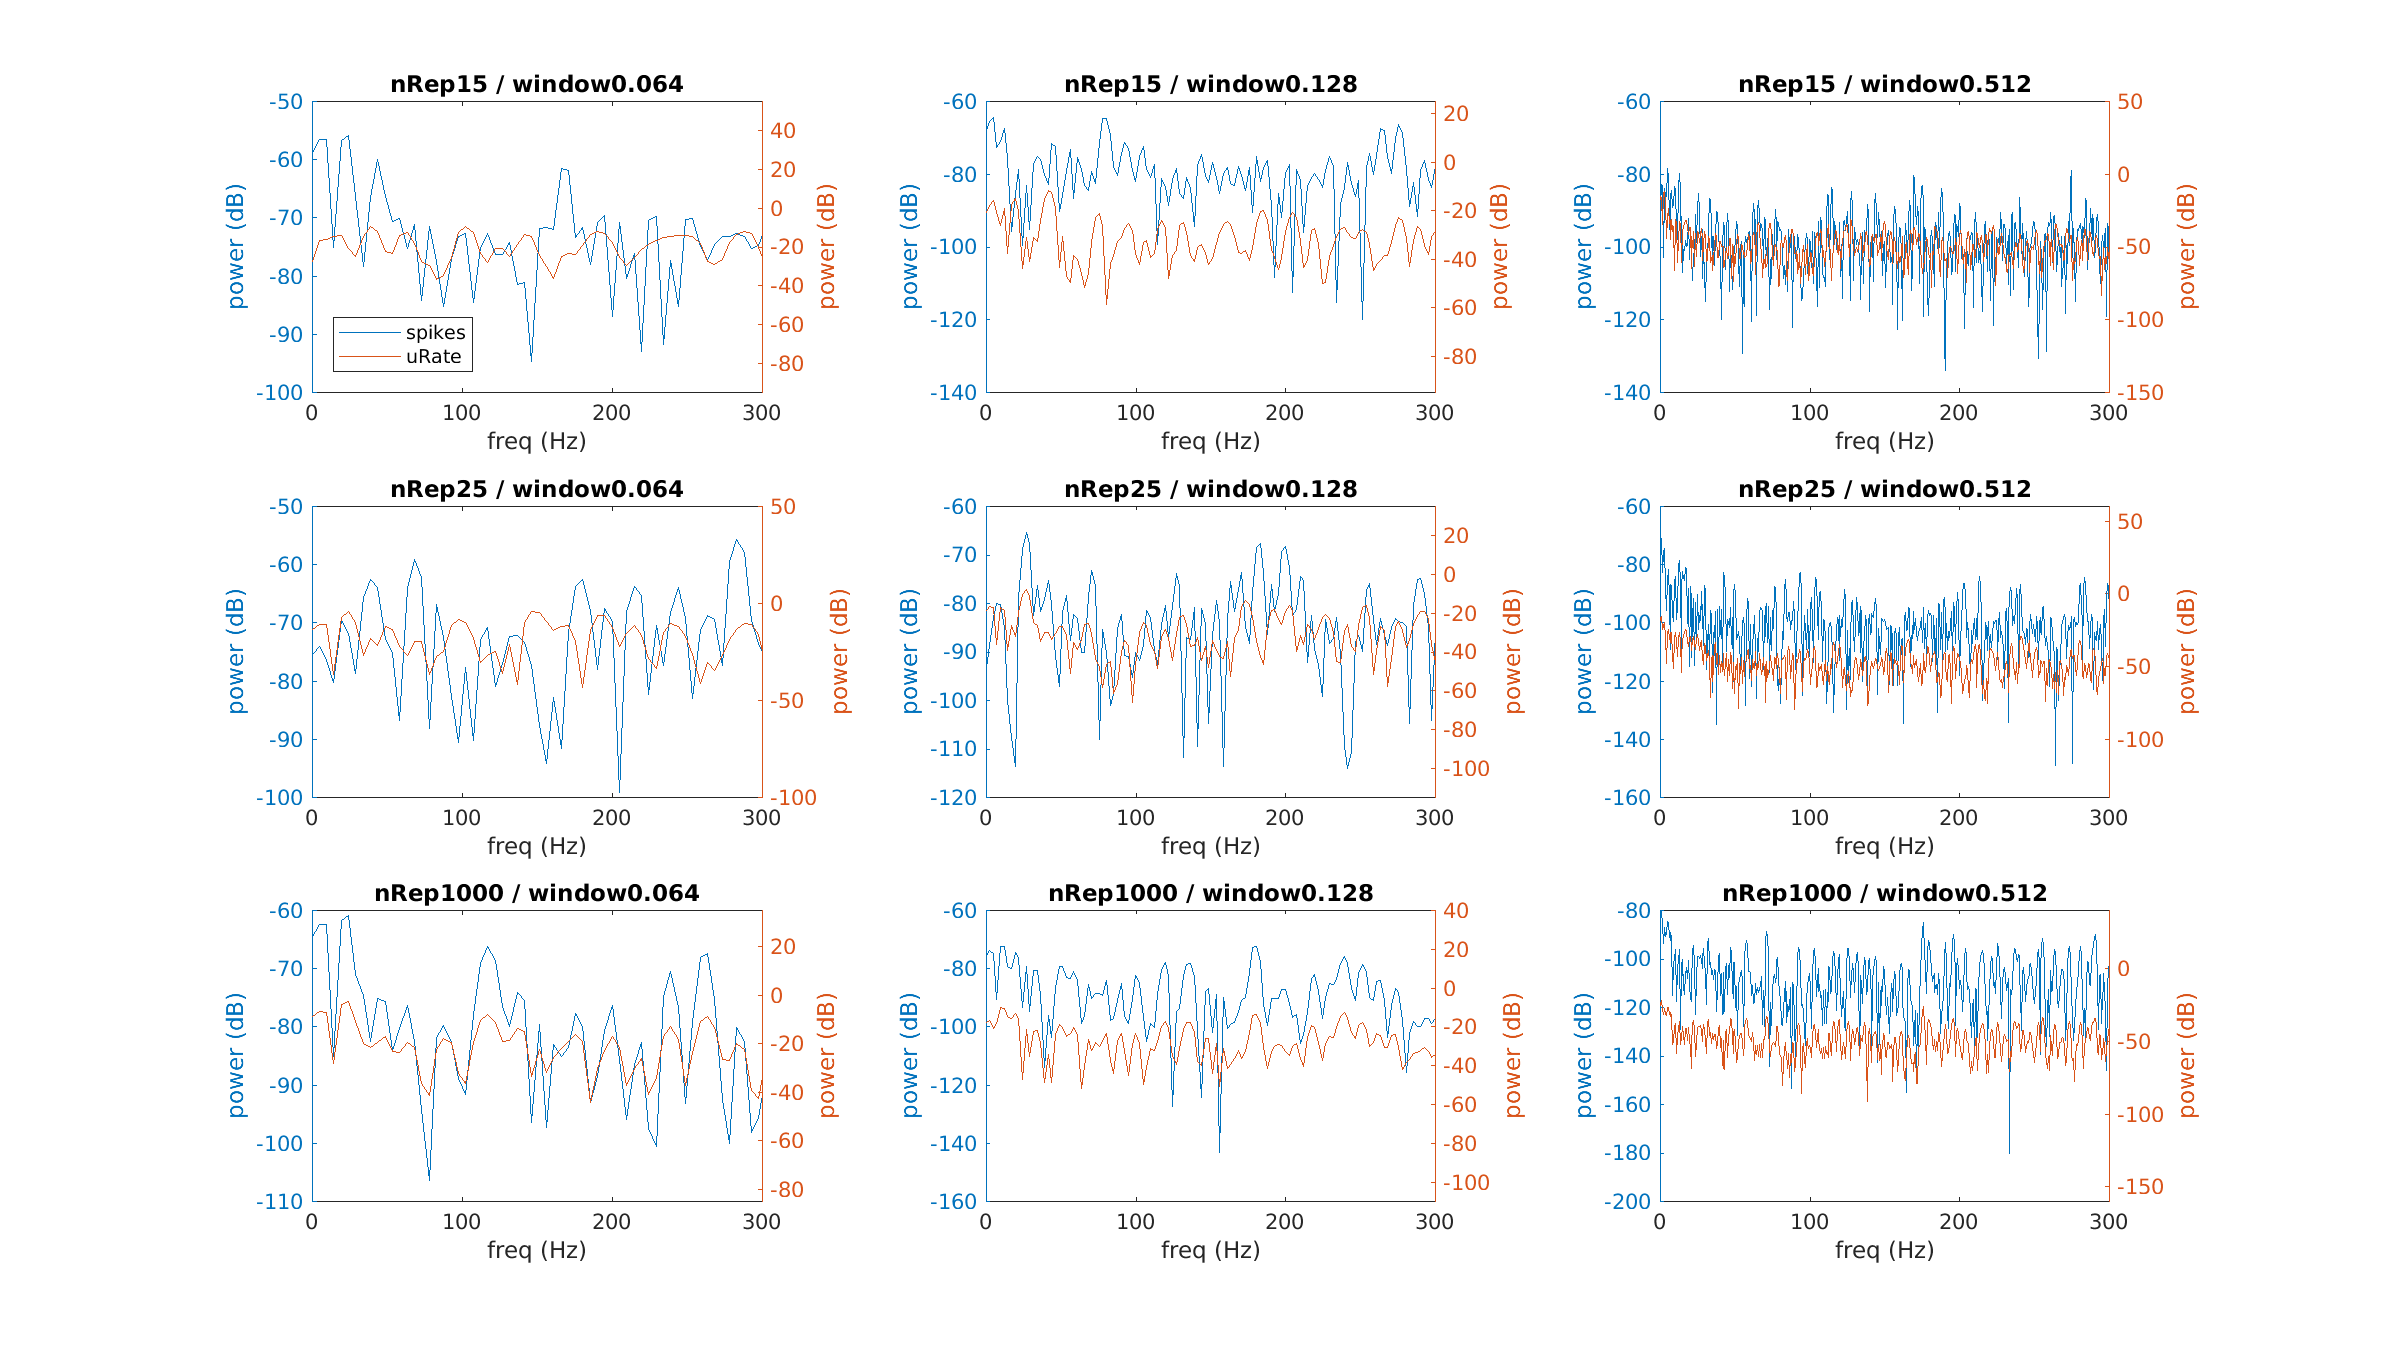 nRep15 / window0.064
-50
-60
-70
-80
-90
-100
power (dB)
40
20
0
-20
-40
-60
-80
power (dB)
spikes
uRate
0 100 200 300
freq (Hz)
nRep15 / window0.128
-60
-80
-100
-120
-140
power (dB)
20
0
-20
-40
-60
-80
power (dB)
0 100 200 300
freq (Hz)
nRep15 / window0.512
-60
-80
-100
-120
-140
power (dB)
50
0
-50
-100
-150
power (dB)
0 100 200 300
freq (Hz)
nRep25 / window0.064
-50
-60
-70
-80
-90
-100
power (dB)
50
0
-50
-100
power (dB)
0 100 200 300
freq (Hz)
nRep25 / window0.128
-60
-70
-80
-90
-100
-110
-120
power (dB)
20
0
-20
-40
-60
-80
-100
power (dB)
0 100 200 300
freq (Hz)
nRep25 / window0.512
-60
-80
-100
-120
-140
-160
power (dB)
50
0
-50
-100
power (dB)
0 100 200 300
freq (Hz)
nRep1000 / window0.064
-60
-70
-80
-90
-100
-110
power (dB)
20
0
-20
-40
-60
-80
power (dB)
0 100 200 300
freq (Hz)
nRep1000 / window0.128
-60
-80
-100
-120
-140
-160
power (dB)
40
20
0
-20
-40
-60
-80
-100
power (dB)
0 100 200 300
freq (Hz)
nRep1000 / window0.512
-80
-100
-120
-140
-160
-180
-200
power (dB)
0
-50
-100
-150
power (dB)
0 100 200 300
freq (Hz)